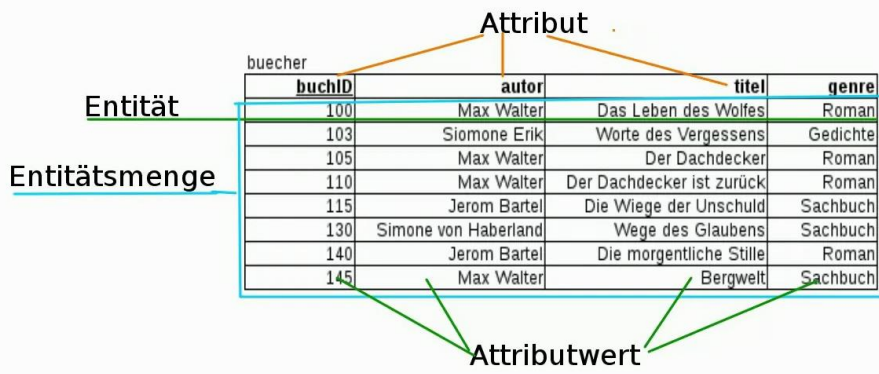 Attribut
buecher
buchID autor titel genre
Entität
100 Max Walter Das Leben des Wolfes Roman
103 Siomone Erik Worte des Vergessens Gedichte
105 Max Walter Der Dachdecker Roman
Entitätsmenge
110 Max Walter Der Dachdecker ist zurück Roman
115 Jerom Bartel Die Wiege der Unschuld Sachbuch
130 Simone von Haberland Wege des Glaubens Sachbuch
140 Jerom Bartel Die morgentliche Stille Roman
145 Max Walter Bergwelt Sachbuch
Attributwert